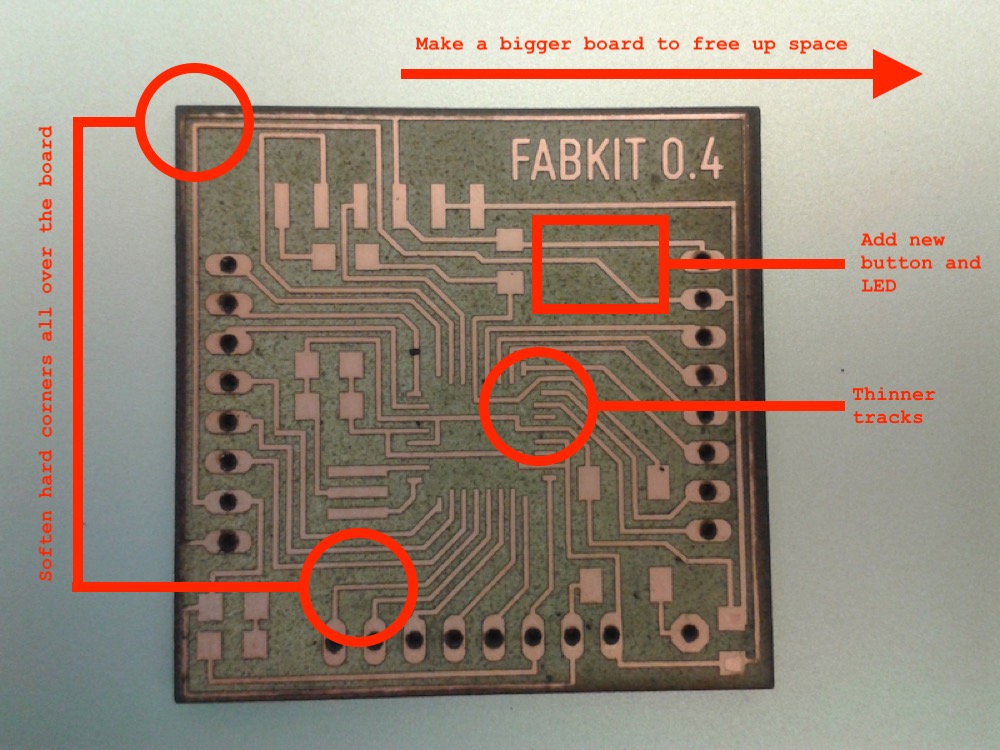 Make a bigger board to free up space
FABKIT 0.4
Add new
button and
LED
Thinner
tracks
Soften hard corners all over the board